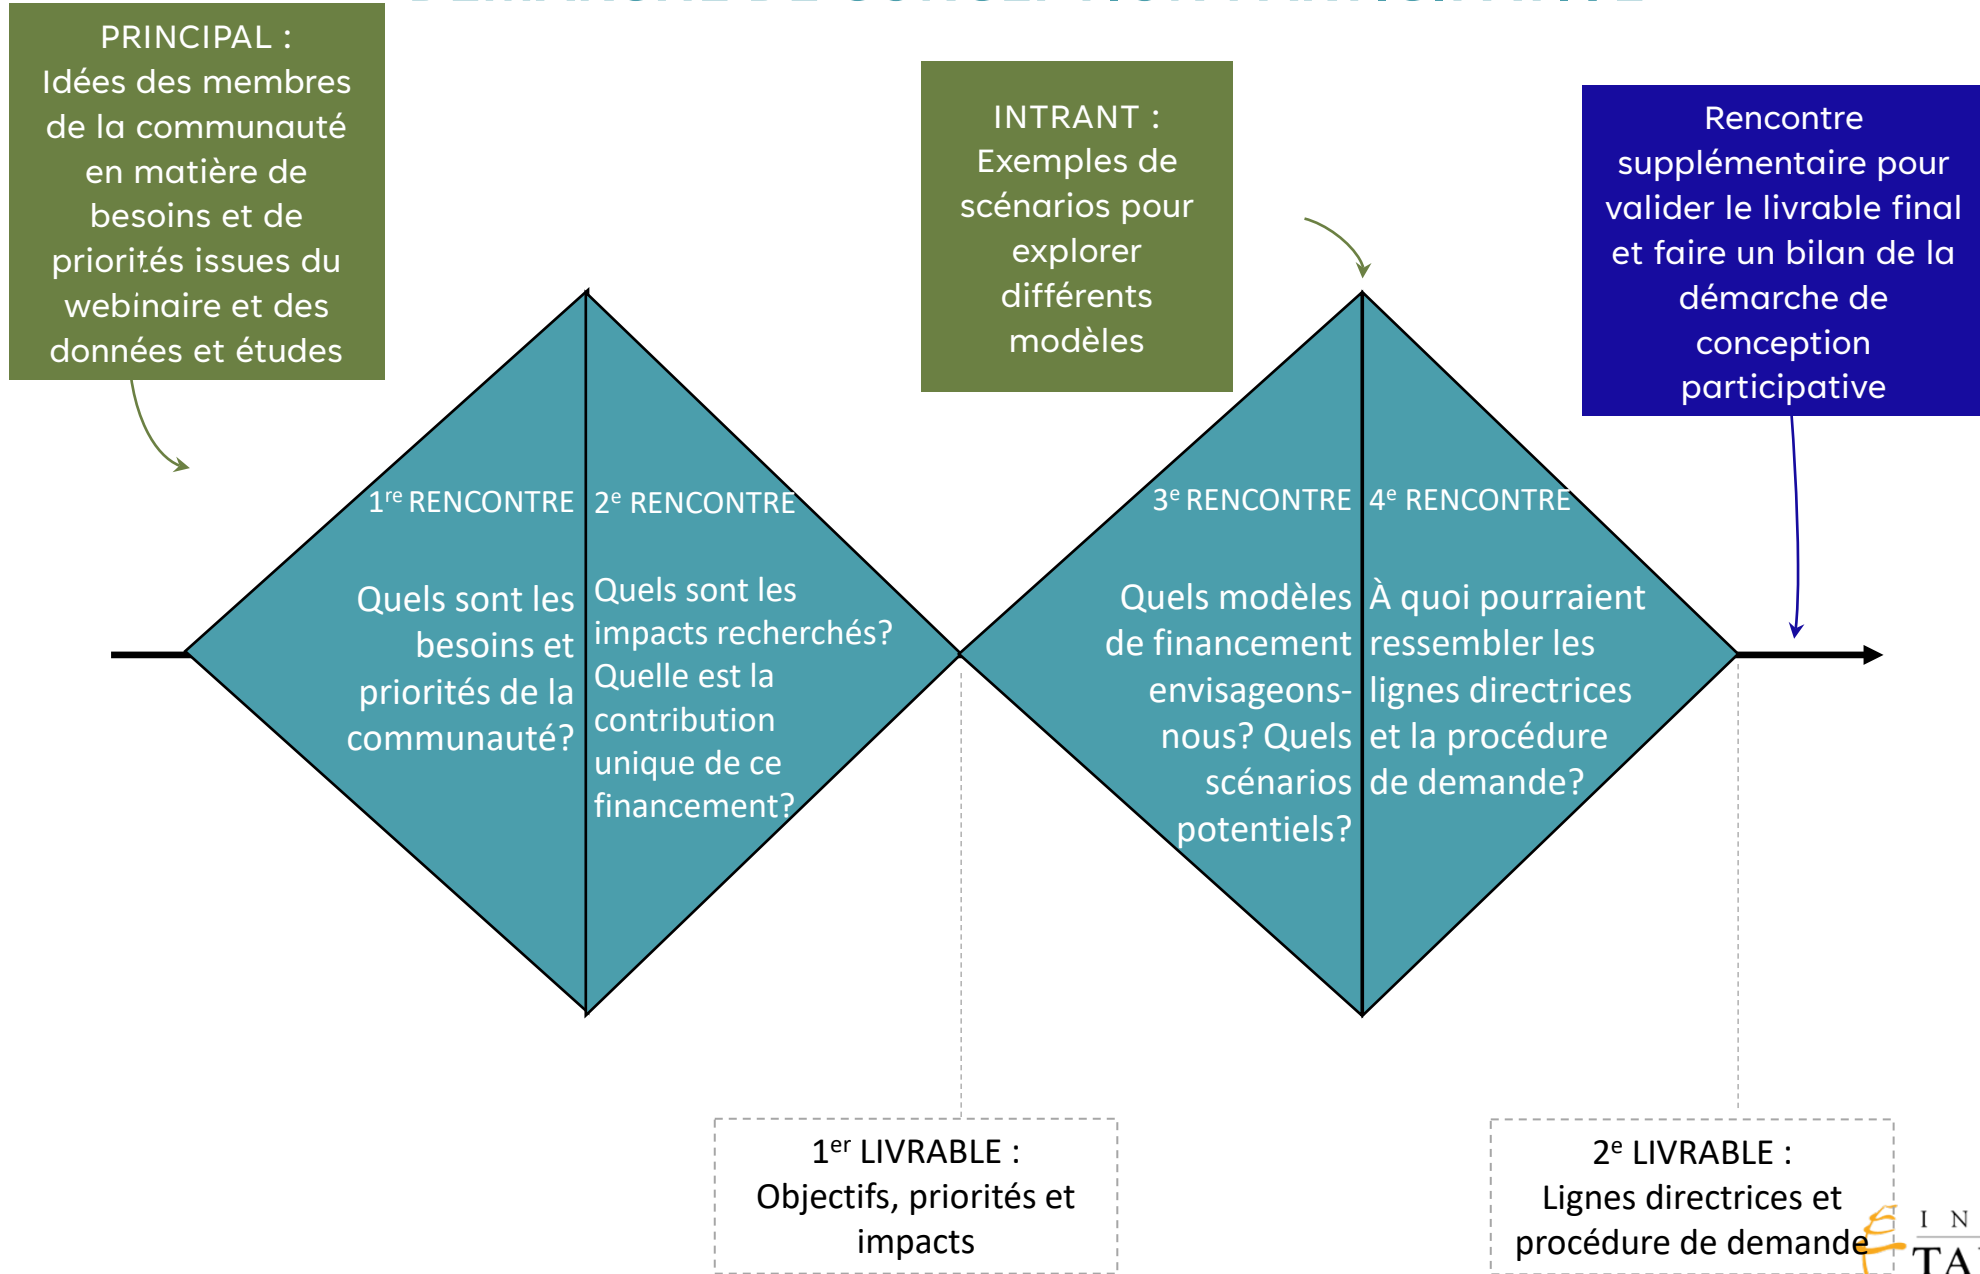 DÉMARCHE DE CONCEPTION PARTICIPATIVE
PRINCIPAL :
Idées des membres
de la communauté
en matière de
besoins et de
priorités issues du
webinaire et des
données et études
INTRANT :
Exemples de
scénarios pour
explorer
différents
modèles
Rencontre
supplémentaire pour
valider le livrable final
et faire un bilan de la
démarche de
conception
participative
1re RENCONTRE
Quels sont les
besoins et
priorités de la
communauté?
2e RENCONTRE
Quels sont les
impacts recherchés?
Quelle est la
contribution
unique de ce
financement?
3e RENCONTRE
Quels modèles
de financement
envisageons-
nous? Quels
scénarios
potentiels?
4e RENCONTRE
À quoi pourraient
ressembler les
lignes directrices
et la procédure
de demande?
1er LIVRABLE :
Objectifs, priorités et
impacts
2e LIVRABLE :
Lignes directrices et
procédure de demande